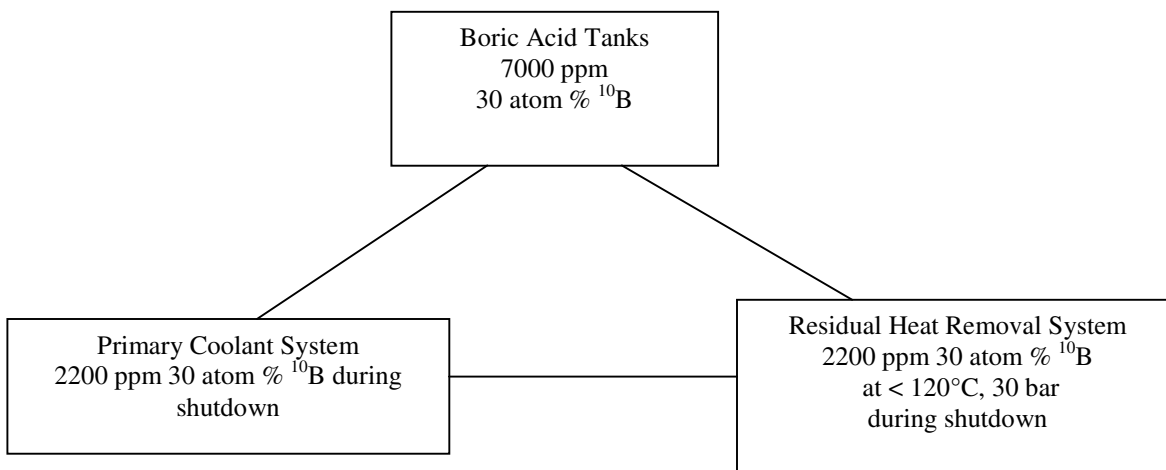 Boric Acid Tanks
7000 ppm
30 atom % ¹⁰B
Primary Coolant System
2200 ppm 30 atom % ¹⁰B during
shutdown
Residual Heat Removal System
2200 ppm 30 atom % ¹⁰B
at < 120°C, 30 bar
during shutdown